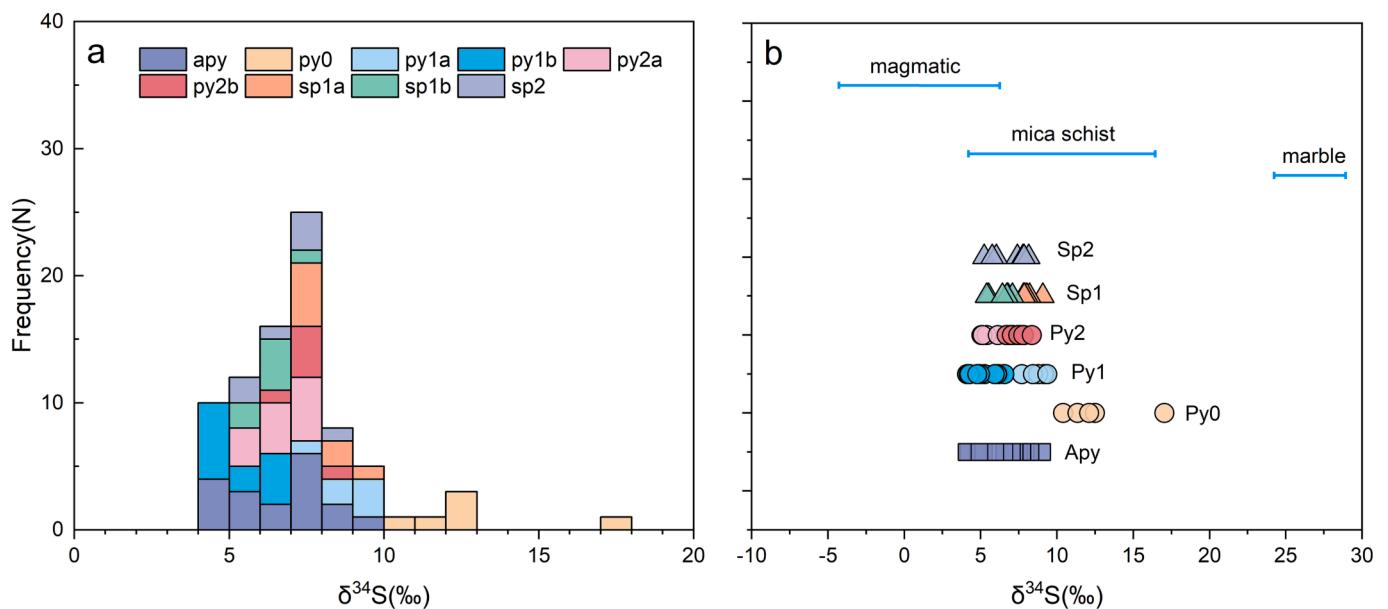 a
apy py0 py1a py1b py2a
py2b sp1a sp1b sp2
40
30
20
10
0
Frequency(N)
0 5 10 15 20
δ³⁴S(‰)
b
magmatic
mica schist
marble
Sp2
Sp1
Py2
Py1
Py0
Apy
-10 -5 0 5 10 15 20 25 30
δ³⁴S(‰)